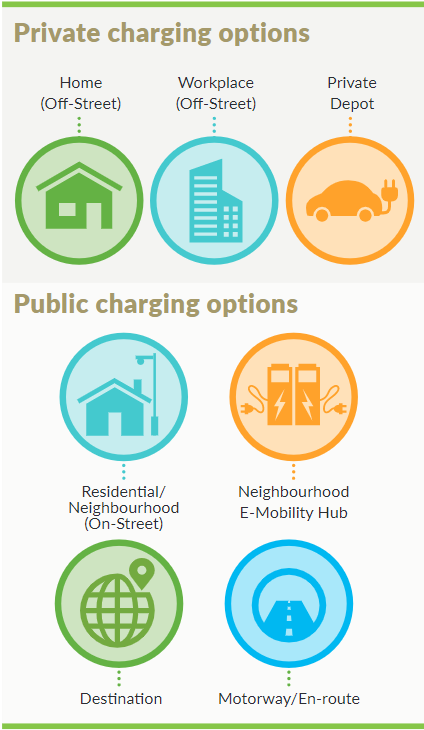 Private charging options
Home
(Off-Street)
Workplace
(Off-Street)
Private
Depot
Public charging options
Residential/
Neighbourhood
(On-Street)
Neighbourhood
E-Mobility Hub
Destination
Motorway/En-route